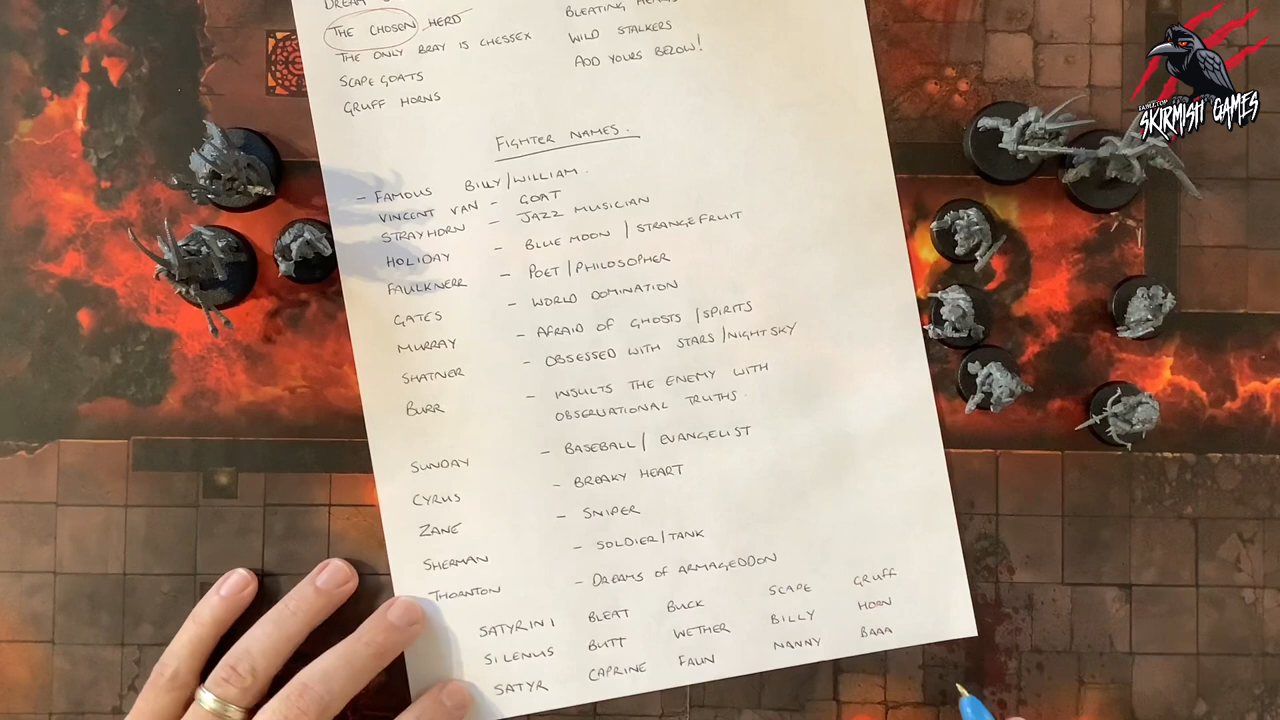 DREAM
THE CHOSEN HERD
THE ONLY BRAY IS CHESSEX
SCAPE GOATS
GRUFF HORNS
BLEATING
WILD STALKERS
ADD YOURS BELOW!
FIGHTER NAMES.
- FAMOUS BILLY/WILLIAM.
VINCENT VAN - GOAT
STRAYHORN - JAZZ MUSICIAN
HOLIDAY - BLUE MOON / STRANGE FRUIT
FAULKNERR - POET/PHILOSOPHER
GATES - WORLD DOMINATION
MURRAY - AFRAID OF GHOSTS /SPIRITS
SHATNER - OBSESSED WITH STARS /NIGHT SKY
BURR - INSULTS THE ENEMY WITH
OBSERVATIONAL TRUTHS.
SUNDAY - BASEBALL/ EVANGELIST
CYRUS - BREAKY HEART
ZANE - SNIPER
SHERMAN - SOLDIER/TANK
THORNTON - DREAMS OF ARMAGEDDON
SATYRINI BLEAT BUCK SCAPE GRUFF
SILENUS BUTT WETHER BILLY HORN
SATYR CAPRINE FAUN NANNY BAAA
TABLETOP
SKIRMISH GAMES